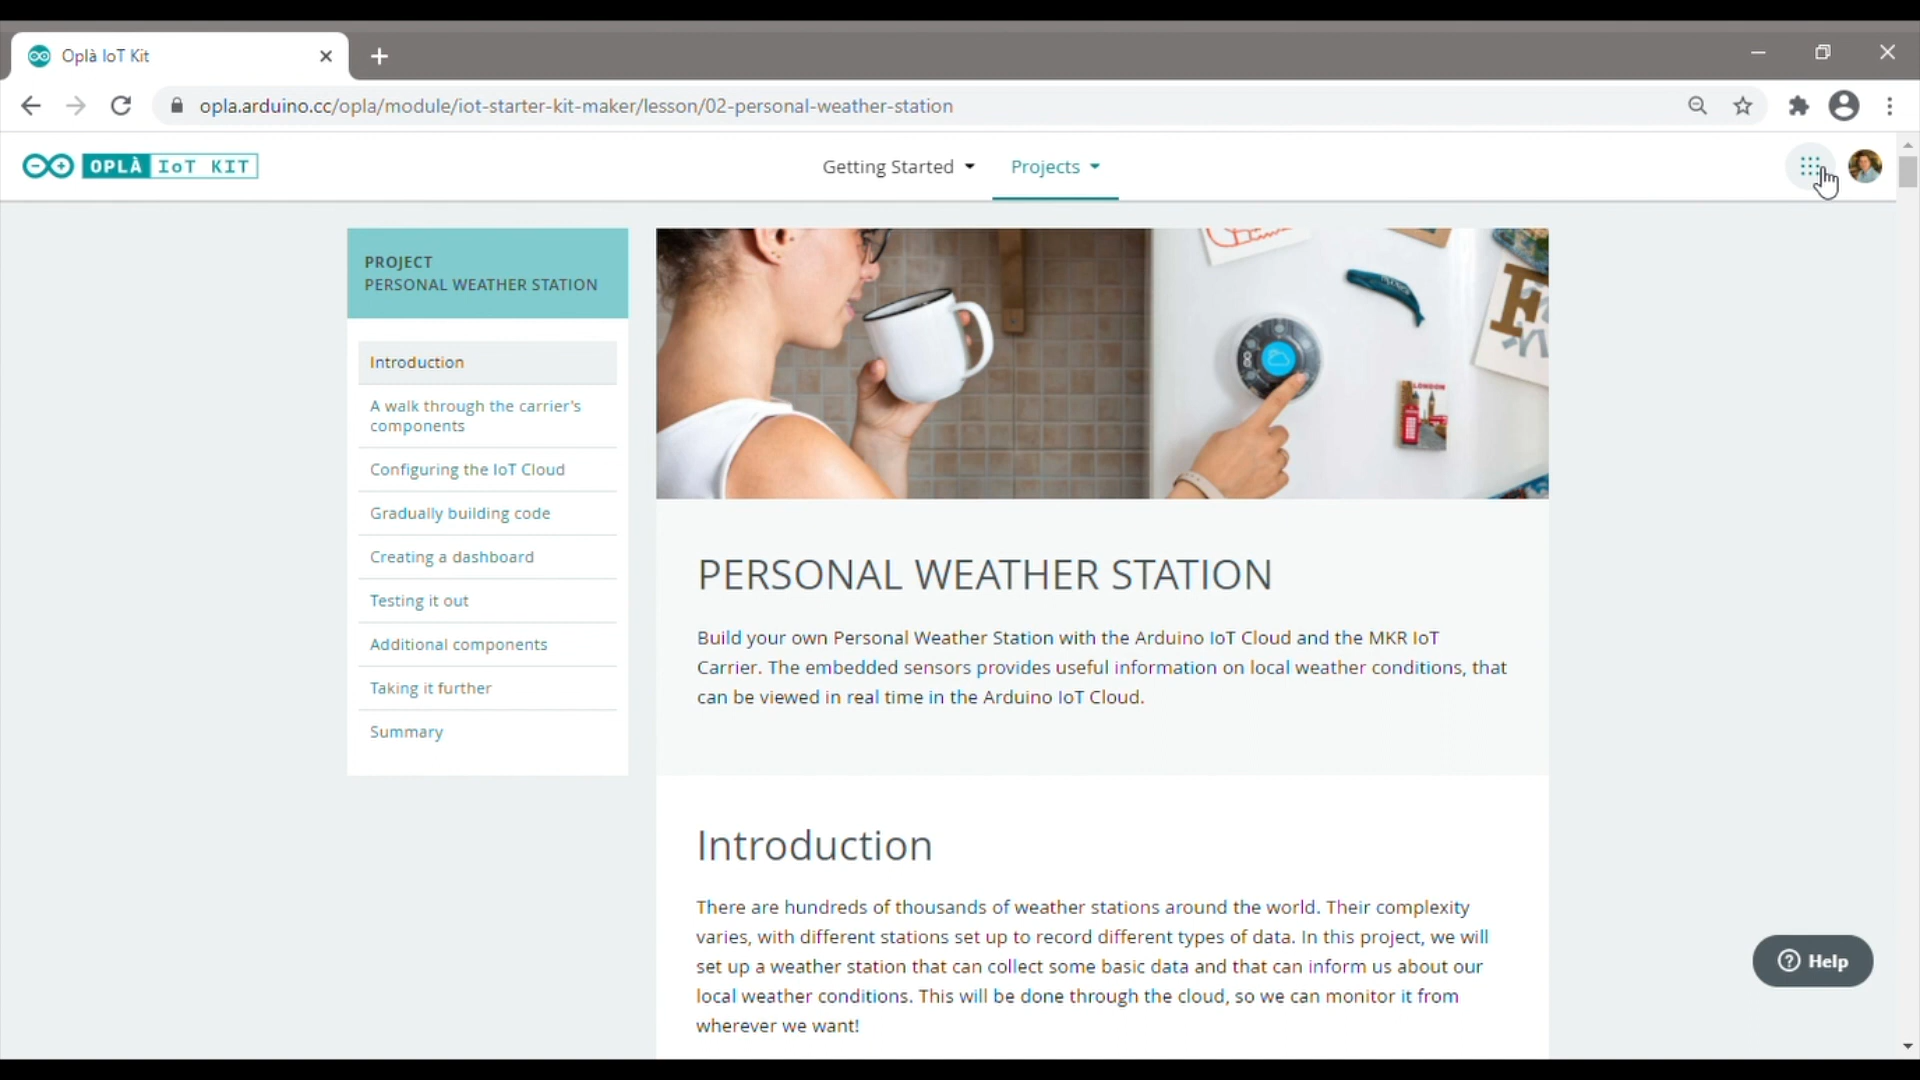 Oplà IoT Kit
opla.arduino.cc/opla/module/iot-starter-kit-maker/lesson/02-personal-weather-station
OPLÀ IoT KIT
Getting Started
Projects
PROJECT
PERSONAL WEATHER STATION
Introduction
A walk through the carrier's
components
Configuring the IoT Cloud
Gradually building code
Creating a dashboard
Testing it out
Additional components
Taking it further
Summary
LONDON
F
PERSONAL WEATHER STATION
Build your own Personal Weather Station with the Arduino IoT Cloud and the MKR IoT
Carrier. The embedded sensors provides useful information on local weather conditions, that
can be viewed in real time in the Arduino IoT Cloud.
Introduction
There are hundreds of thousands of weather stations around the world. Their complexity
varies, with different stations set up to record different types of data. In this project, we will
set up a weather station that can collect some basic data and that can inform us about our
local weather conditions. This will be done through the cloud, so we can monitor it from
wherever we want!
Help